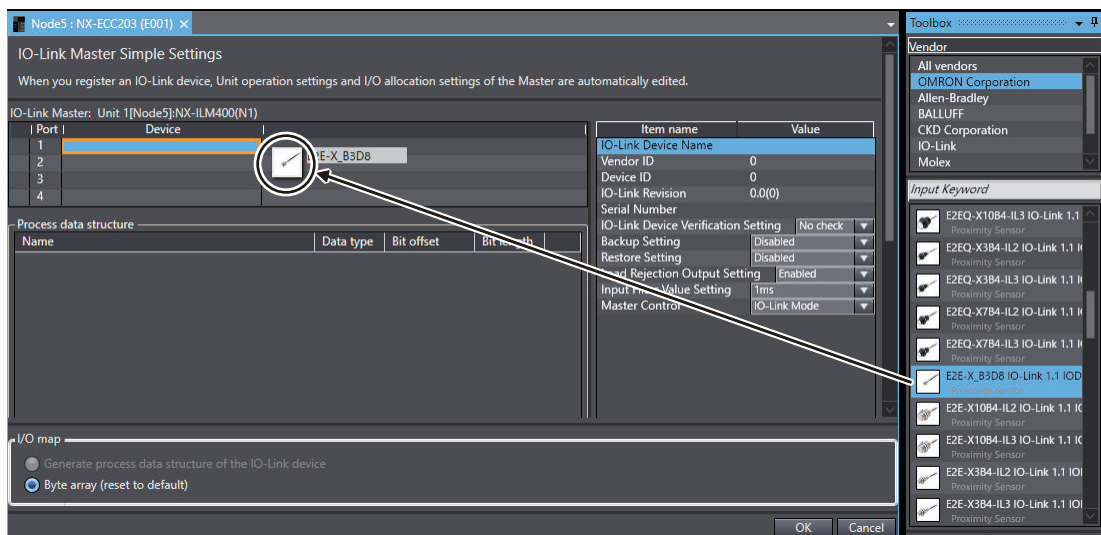 Node5 : NX-ECC203 (E001) ×
IO-Link Master Simple Settings
When you register an IO-Link device, Unit operation settings and I/O allocation settings of the Master are automatically edited.
IO-Link Master: Unit 1[Node5]:NX-ILM400(N1)
Port Device
1
2
3
4
E2E-X_B3D8
Process data structure
Name Data type Bit offset Bit length
Item name Value
IO-Link Device Name
Vendor ID 0
Device ID 0
IO-Link Revision 0.0(0)
Serial Number
IO-Link Device Verification Setting No check
Backup Setting Disabled
Restore Setting Disabled
Load Rejection Output Setting Enabled
Input Filter Value Setting 1ms
Master Control IO-Link Mode
I/O map
Generate process data structure of the IO-Link device
Byte array (reset to default)
OK Cancel
Toolbox
Vendor
All vendors
OMRON Corporation
Allen-Bradley
BALLUFF
CKD Corporation
IO-Link
Molex
Input Keyword
E2EQ-X10B4-IL3 IO-Link 1.1
Proximity Sensor
E2EQ-X3B4-IL2 IO-Link 1.1
Proximity Sensor
E2EQ-X3B4-IL3 IO-Link 1.1
Proximity Sensor
E2EQ-X7B4-IL2 IO-Link 1.1
Proximity Sensor
E2EQ-X7B4-IL3 IO-Link 1.1
Proximity Sensor
E2E-X_B3D8 IO-Link 1.1 IOD
Proximity Sensor
E2E-X10B4-IL2 IO-Link 1.1
Proximity Sensor
E2E-X10B4-IL3 IO-Link 1.1
Proximity Sensor
E2E-X3B4-IL2 IO-Link 1.1
Proximity Sensor
E2E-X3B4-IL3 IO-Link 1.1
Proximity Sensor